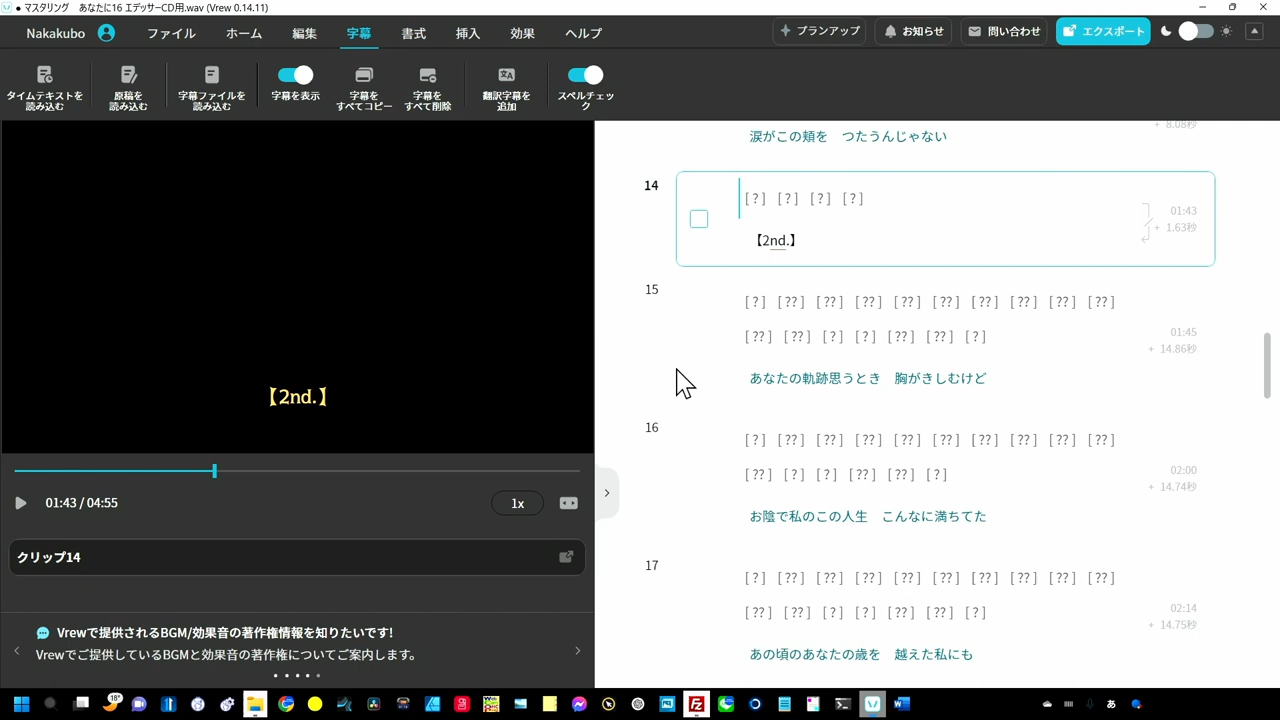 ● マスタリング　あなたに16 エデッサーCD用.wav (Vrew 0.14.11)
Nakakubo ファイル ホーム 編集 字幕 書式 挿入 効果 ヘルプ プランアップ お知らせ 問い合わせ エクスポート
タイムテキストを
読み込む
原稿を
読み込む
字幕ファイルを
読み込む
字幕を表示
字幕を
すべてコピー
字幕を
すべて削除
翻訳字幕を
追加
スペルチェッ
ク
+ 8.08秒
涙がこの頬を　つたうんじゃない
14
[?] [?] [?] [?]
01:43
+ 1.63秒
【2nd.】
15
[?] [??] [??] [??] [??] [??] [??] [??] [??] [??]
[??] [??] [?] [?] [??] [??] [?]
01:45
+ 14.86秒
あなたの軌跡思うとき　胸がきしむけど
16
[?] [??] [??] [??] [??] [??] [??] [??] [??] [??]
[??] [?] [?] [??] [??] [?]
02:00
+ 14.74秒
お陰で私のこの人生　こんなに満ちてた
17
[?] [??] [??] [??] [??] [??] [??] [??] [??] [??]
[??] [??] [?] [?] [??] [??] [?]
02:14
+ 14.75秒
あの頃のあなたの歳を　越えた私にも
【2nd.】
01:43 / 04:55
1x
クリップ14
Vrewで提供されるBGM/効果音の著作権情報を知りたいです!
Vrewでご提供しているBGMと効果音の著作権についてご案内します。
18°
あ